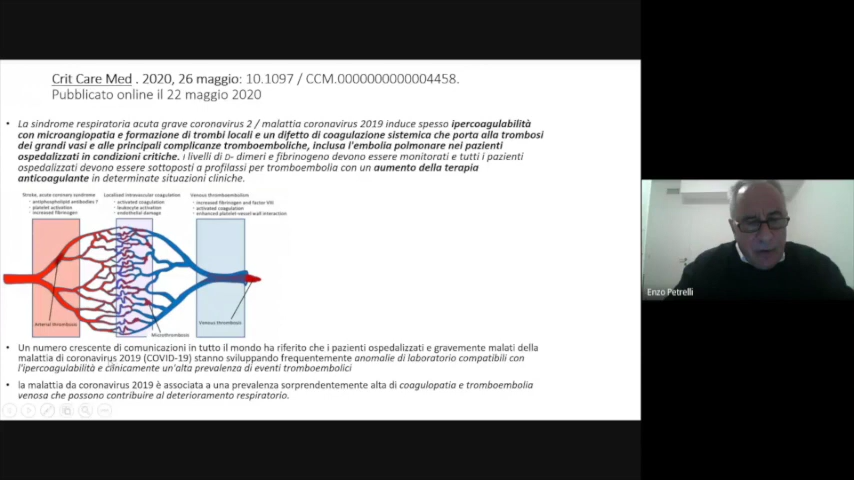 Crit Care Med . 2020, 26 maggio: 10.1097 / CCM.0000000000004458.
Pubblicato online il 22 maggio 2020
• La sindrome respiratoria acuta grave coronavirus 2 / malattia coronavirus 2019 induce spesso ipercoagulabilità
con microangiopatia e formazione di trombi locali e un difetto di coagulazione sistemica che porta alla trombosi
dei grandi vasi e alle principali complicanze tromboemboliche, inclusa l'embolia polmonare nei pazienti
ospedalizzati in condizioni critiche. I livelli di D- dimeri e fibrinogeno devono essere monitorati e tutti i pazienti
ospedalizzati devono essere sottoposti a profilassi per tromboembolia con un aumento della terapia
anticoagulante in determinate situazioni cliniche.
Stroke, acute coronary syndrome
· antiphospholipid antibodies ?
· platelet activation
· increased fibrinogen
Localized intravascular coagulation
· activated coagulation
· leukocyte activation
· endothelial damage
Venous thromboembolism
· increased fibrinogen and factor VIII
· activated coagulation
· enhanced platelet-vessel wall interaction
Arterial thrombosis
Microthrombosis
Venous thrombosis
• Un numero crescente di comunicazioni in tutto il mondo ha riferito che i pazienti ospedalizzati e gravemente malati della
malattia di coronavirus 2019 (COVID-19) stanno sviluppando frequentemente anomalie di laboratorio compatibili con
l'ipercoagulabilità e clinicamente un'alta prevalenza di eventi tromboembolici
• la malattia da coronavirus 2019 è associata a una prevalenza sorprendentemente alta di coagulopatia e tromboembolia
venosa che possono contribuire al deterioramento respiratorio.
Enzo Petrelli